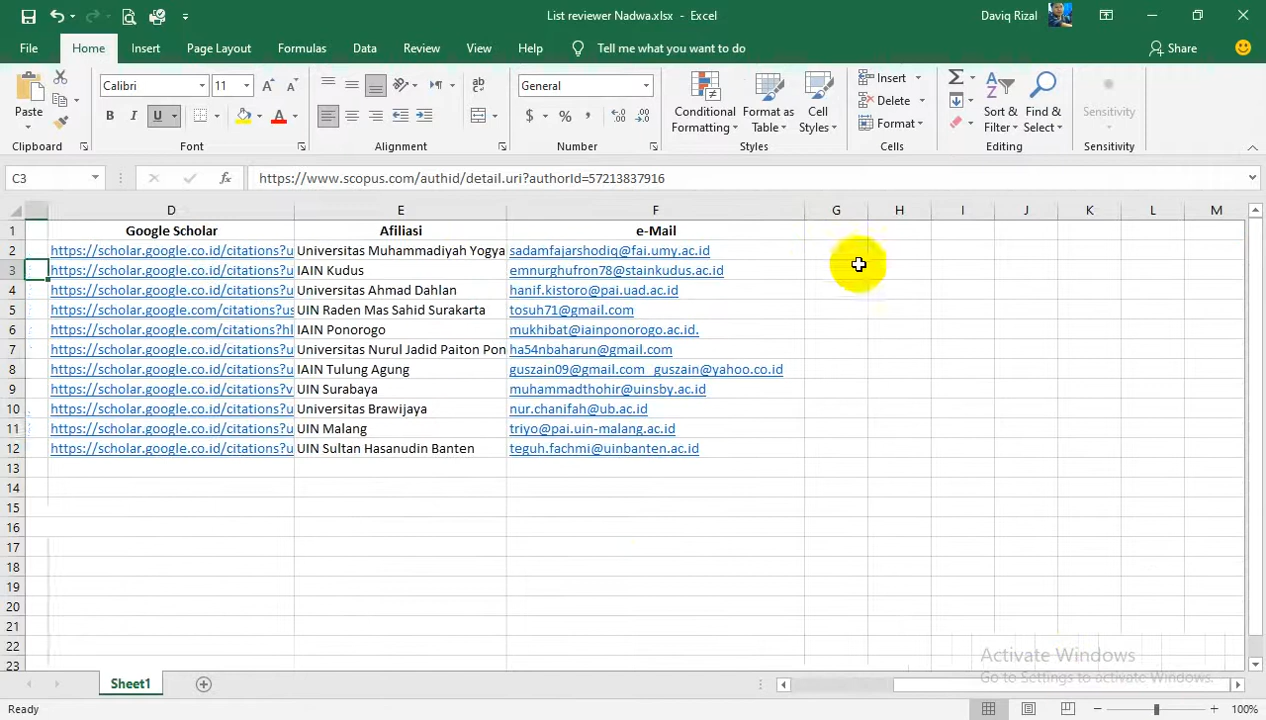 List reviewer Nadwa.xlsx - Excel
Daviq Rizal
File Home Insert Page Layout Formulas Data Review View Help Tell me what you want to do Share
Paste
Clipboard
Calibri 11
B I U
Font
Alignment
General
$ % ,
Number
Conditional Formatting
Format as Table
Cell Styles
Styles
Insert
Delete
Format
Cells
Sort & Filter
Find & Select
Editing
Sensitivity
Sensitivity
C3 fx https://www.scopus.com/authid/detail.uri?authorId=57213837916
D E F G H I J K L M
1 Google Scholar Afiliasi e-Mail
2 https://scholar.google.co.id/citations?u Universitas Muhammadiyah Yogya sadamfajarshodiq@fai.umy.ac.id
3 https://scholar.google.co.id/citations?u IAIN Kudus emnurghufron78@stainkudus.ac.id
4 https://scholar.google.co.id/citations?u Universitas Ahmad Dahlan hanif.kistoro@pai.uad.ac.id
5 https://scholar.google.com/citations?us UIN Raden Mas Sahid Surakarta tosuh71@gmail.com
6 https://scholar.google.com/citations?hl IAIN Ponorogo mukhibat@iainponorogo.ac.id.
7 https://scholar.google.co.id/citations?u Universitas Nurul Jadid Paiton Pon ha54nbaharun@gmail.com
8 https://scholar.google.co.id/citations?u IAIN Tulung Agung guszain09@gmail.com guszain@yahoo.co.id
9 https://scholar.google.co.id/citations?v UIN Surabaya muhammadthohir@uinsby.ac.id
10 https://scholar.google.co.id/citations?u Universitas Brawijaya nur.chanifah@ub.ac.id
11 https://scholar.google.co.id/citations?u UIN Malang triyo@pai.uin-malang.ac.id
12 https://scholar.google.co.id/citations?u UIN Sultan Hasanudin Banten teguh.fachmi@uinbanten.ac.id
13
14
15
16
17
18
19
20
21
22
23
Activate Windows
Go to Settings to activate Windows.
Sheet1
Ready
100%